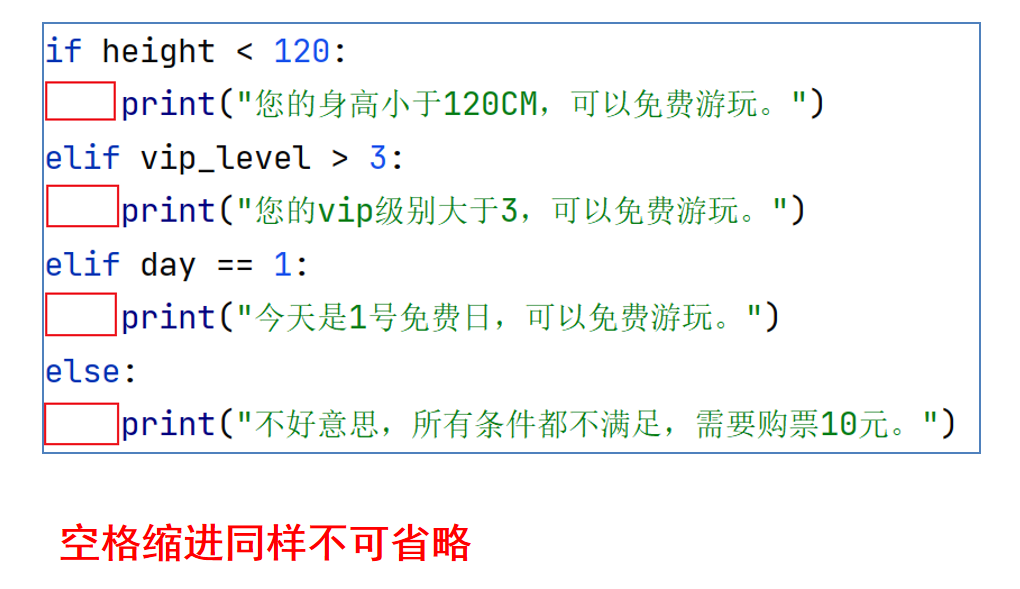 if height < 120:
    print("您的身高小于120CM，可以免费游玩。")
elif vip_level > 3:
    print("您的vip级别大于3，可以免费游玩。")
elif day == 1:
    print("今天是1号免费日，可以免费游玩。")
else:
    print("不好意思，所有条件都不满足，需要购票10元。")
空格缩进同样不可省略